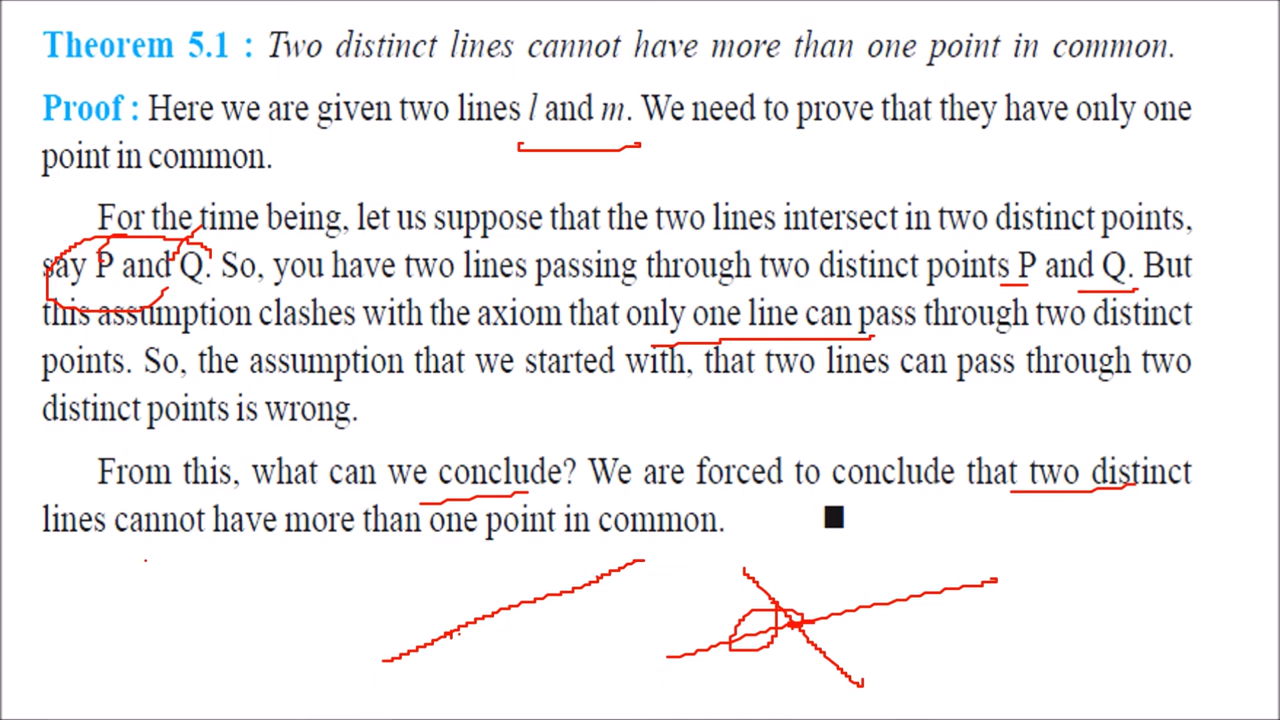 Theorem 5.1 : Two distinct lines cannot have more than one point in common.
Proof : Here we are given two lines l and m. We need to prove that they have only one
point in common.
For the time being, let us suppose that the two lines intersect in two distinct points,
say P and Q. So, you have two lines passing through two distinct points P and Q. But
this assumption clashes with the axiom that only one line can pass through two distinct
points. So, the assumption that we started with, that two lines can pass through two
distinct points is wrong.
From this, what can we conclude? We are forced to conclude that two distinct
lines cannot have more than one point in common. ■